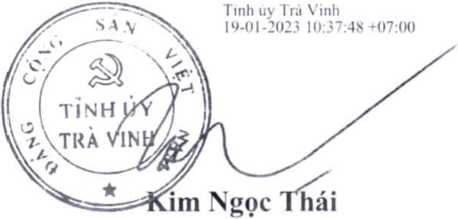 Tỉnh ủy Trà Vinh
19-01-2023 10:37:48 +07:00
ĐẢNG CỘNG SẢN VIỆT
TỈNH ỦY
TRÀ VINH
Kim Ngọc Thái